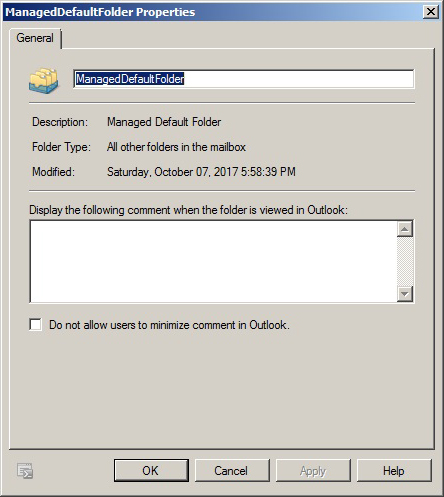 ManagedDefaultFolder Properties
General
ManagedDefaultFolder
Description: Managed Default Folder
Folder Type: All other folders in the mailbox
Modified: Saturday, October 07, 2017 5:58:39 PM
Display the following comment when the folder is viewed in Outlook:
Do not allow users to minimize comment in Outlook.
OK Cancel Apply Help